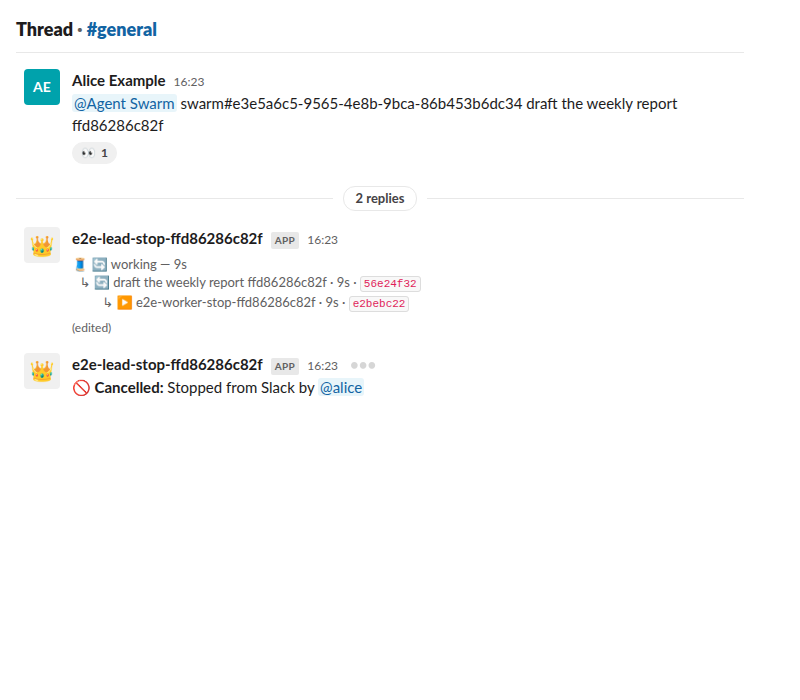 Thread • #general
AE
Alice Example 16:23
@Agent Swarm swarm#e3e5a6c5-9565-4e8b-9bca-86b453b6dc34 draft the weekly report
ffd86286c82f
👀 1
2 replies
e2e-lead-stop-ffd86286c82f APP 16:23
🧵 🔄 working — 9s
↳ 🔄 draft the weekly report ffd86286c82f · 9s · 56e24f32
↳ ▶️ e2e-worker-stop-ffd86286c82f · 9s · e2bebc22
(edited)
e2e-lead-stop-ffd86286c82f APP 16:23
🚫 Cancelled: Stopped from Slack by @alice